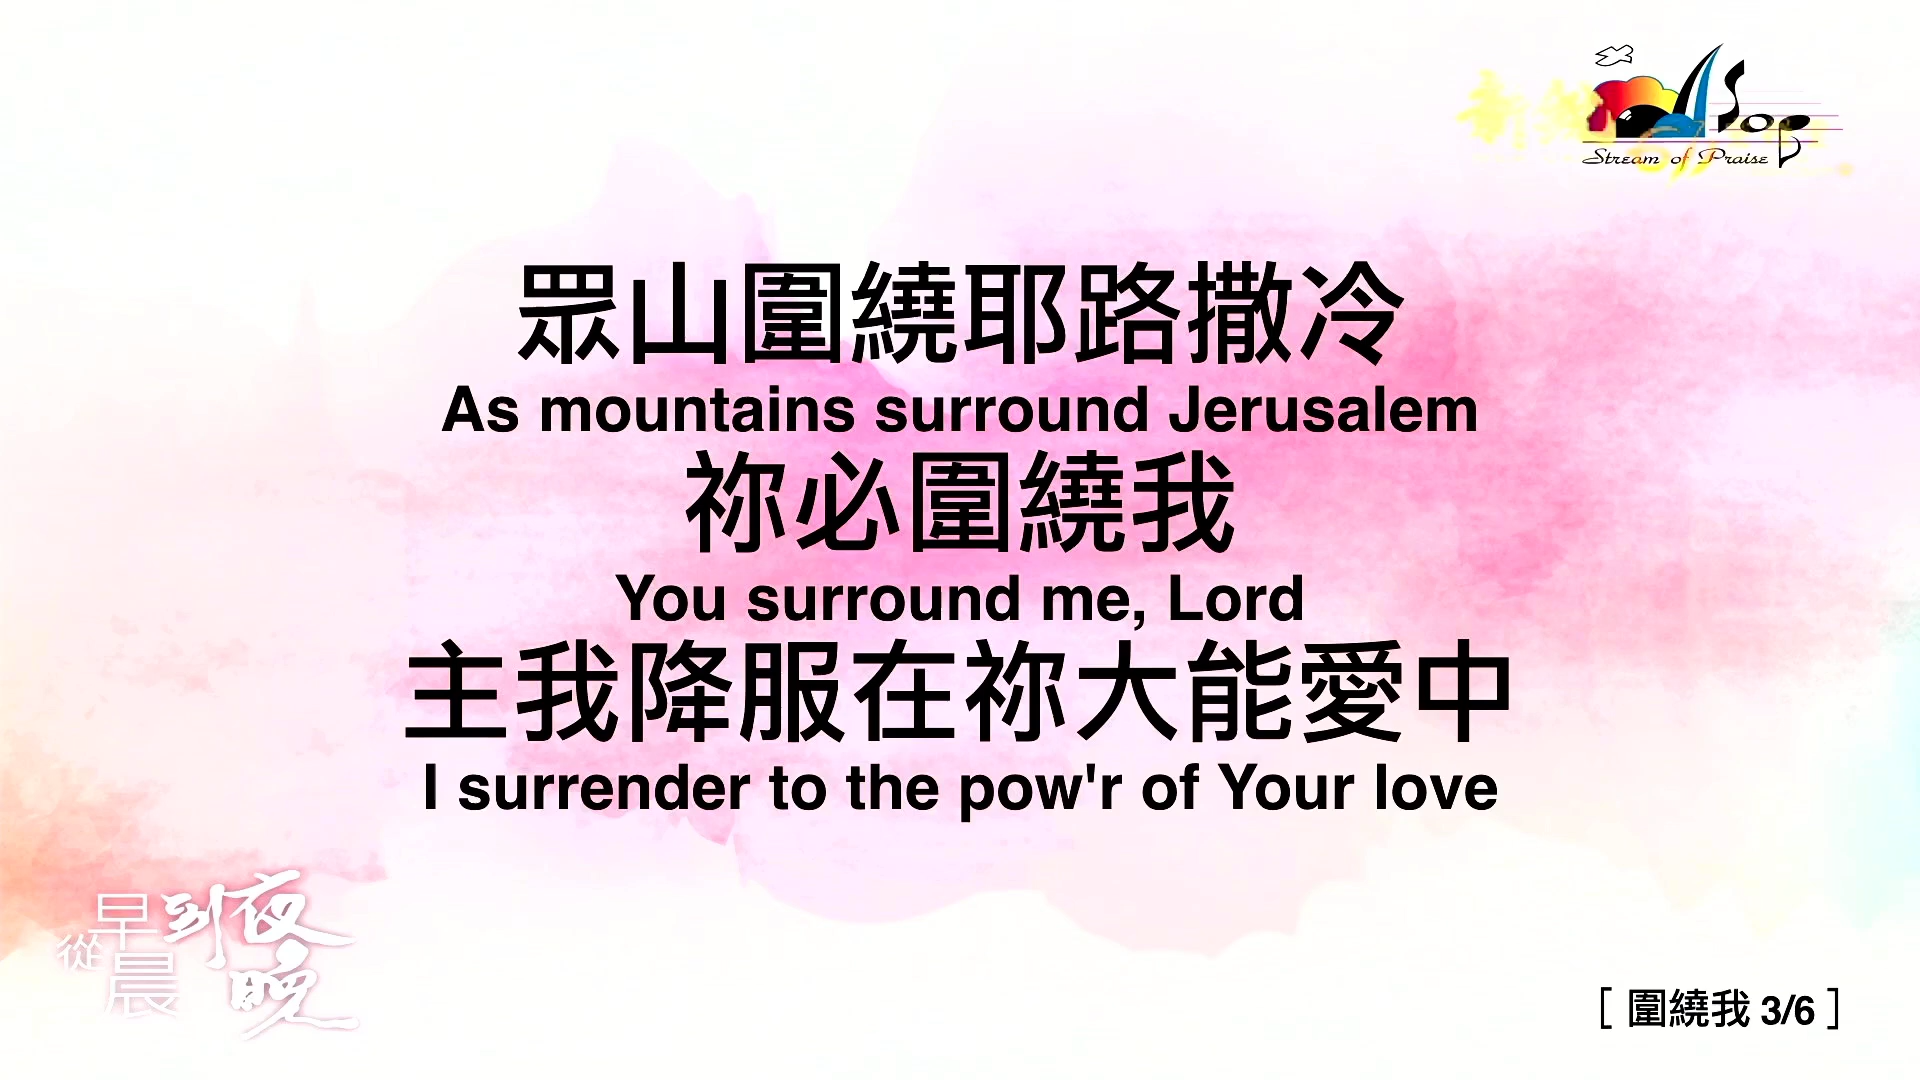 Sop
Stream of Praise
眾山圍繞耶路撒冷
As mountains surround Jerusalem
祢必圍繞我
You surround me, Lord
主我降服在祢大能愛中
I surrender to the pow'r of Your love
從早晨到夜晚
[ 圍繞我 3/6 ]